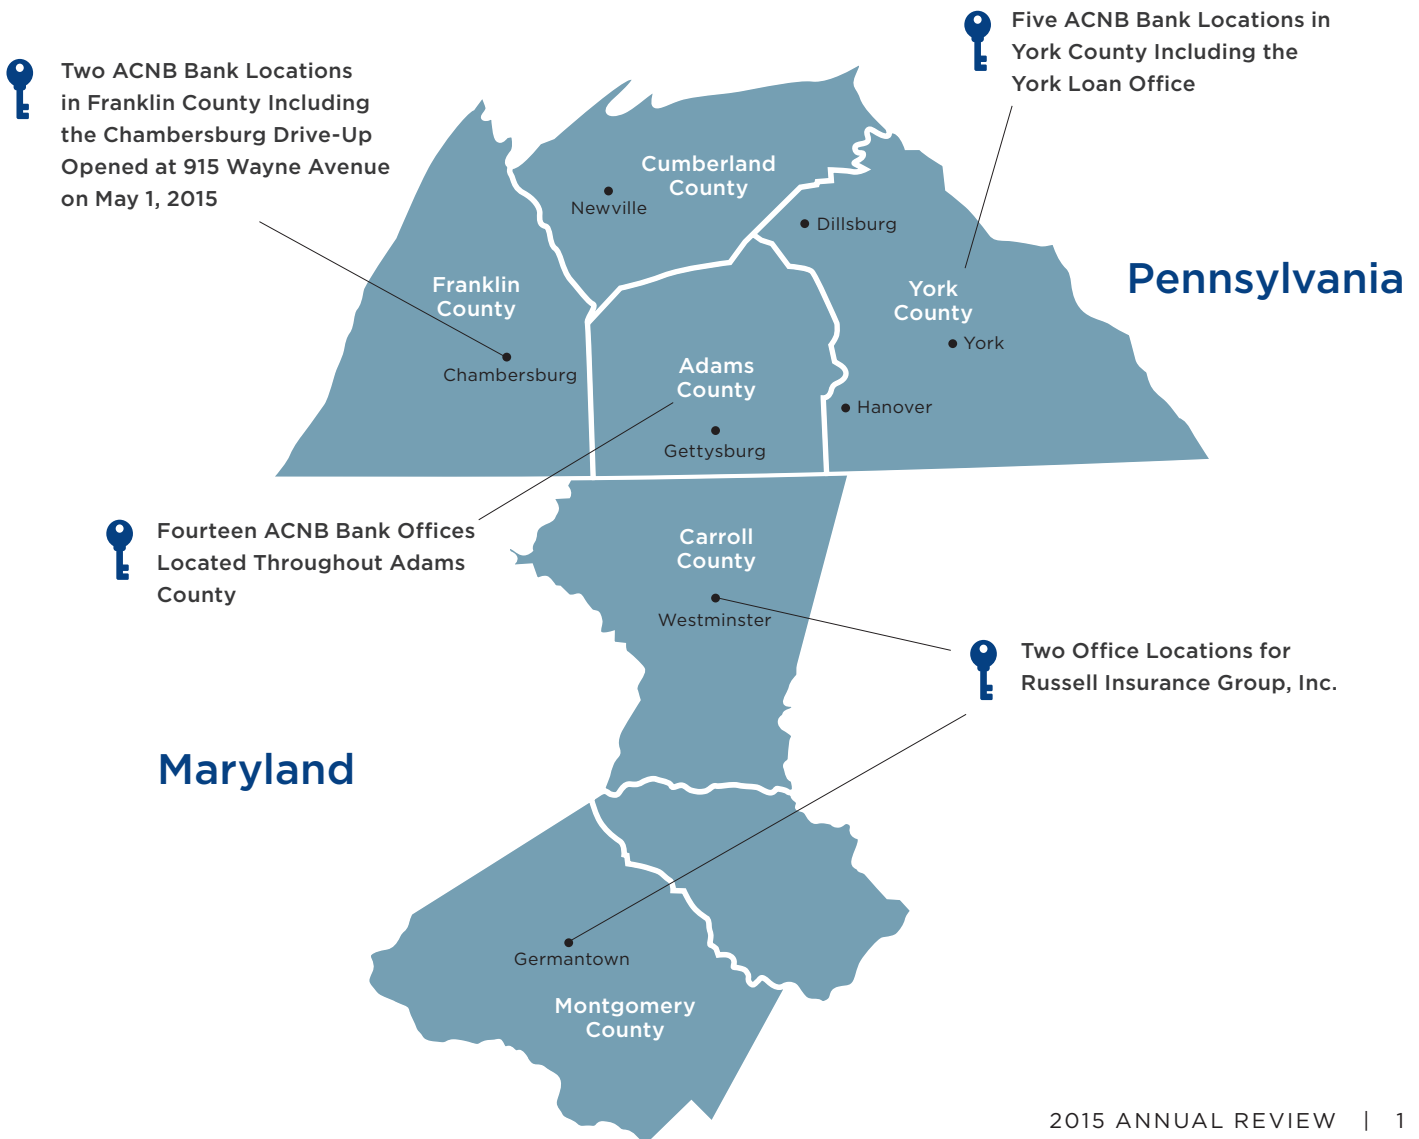 Five ACNB Bank Locations in
York County Including the
York Loan Office
Two ACNB Bank Locations
in Franklin County Including
the Chambersburg Drive-Up
Opened at 915 Wayne Avenue
on May 1, 2015
Cumberland
County
Newville
Dillsburg
Pennsylvania
Franklin
County
York
County
York
Chambersburg
Adams
County
Hanover
Gettysburg
Fourteen ACNB Bank Offices
Located Throughout Adams
County
Carroll
County
Westminster
Two Office Locations for
Russell Insurance Group, Inc.
Maryland
Germantown
Montgomery
County
2015 ANNUAL REVIEW | 1